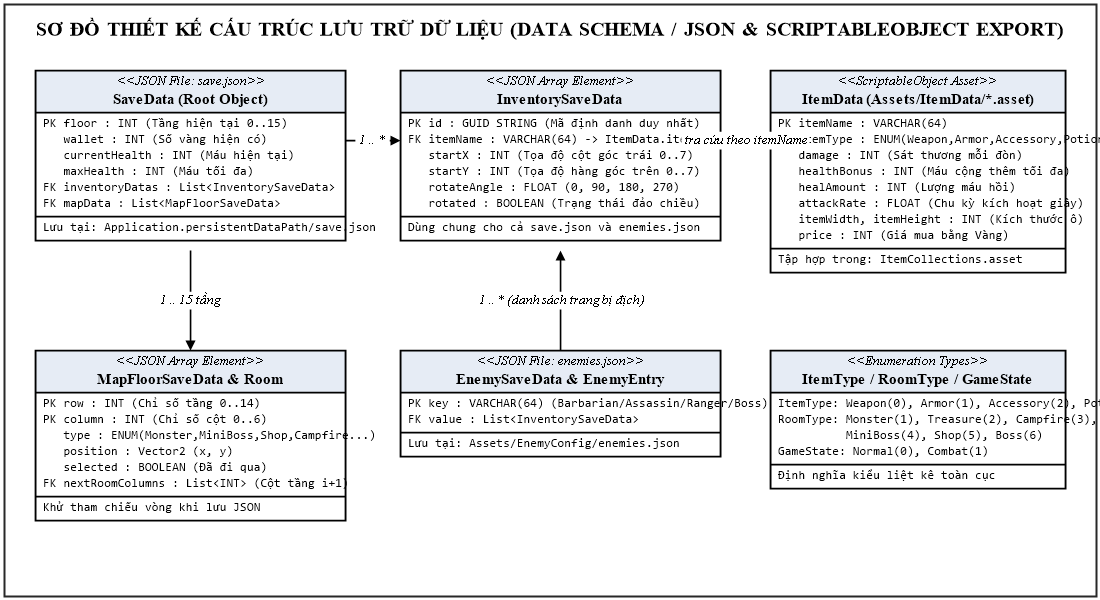 SƠ ĐỒ THIẾT KẾ CẤU TRÚC LƯU TRỮ DỮ LIỆU (DATA SCHEMA / JSON & SCRIPTABLEOBJECT EXPORT)
<<JSON File: save.json>>
SaveData (Root Object)
PK floor : INT (Tầng hiện tại 0..15)
wallet : INT (Số vàng hiện có)
currentHealth : INT (Máu hiện tại)
maxHealth : INT (Máu tối đa)
FK inventoryDatas : List<InventorySaveData>
FK mapData : List<MapFloorSaveData>
Lưu tại: Application.persistentDataPath/save.json
1 .. *
<<JSON Array Element>>
InventorySaveData
PK id : GUID STRING (Mã định danh duy nhất)
FK itemName : VARCHAR(64) -> ItemData.it
startX : INT (Tọa độ cột góc trái 0..7)
startY : INT (Tọa độ hàng góc trên 0..7)
rotateAngle : FLOAT (0, 90, 180, 270)
rotated : BOOLEAN (Trạng thái đảo chiều)
Dùng chung cho cả save.json và enemies.json
tra cứu theo itemName
<<ScriptableObject Asset>>
ItemData (Assets/ItemData/*.asset)
PK itemName : VARCHAR(64)
emType : ENUM(Weapon,Armor,Accessory,Potion
damage : INT (Sát thương mỗi đòn)
healthBonus : INT (Máu cộng thêm tối đa)
healAmount : INT (Lượng máu hồi)
attackRate : FLOAT (Chu kỳ kích hoạt giây)
itemWidth, itemHeight : INT (Kích thước ô)
price : INT (Giá mua bằng Vàng)
Tập hợp trong: ItemCollections.asset
1 .. 15 tầng
1 .. * (danh sách trang bị địch)
<<JSON Array Element>>
MapFloorSaveData & Room
PK row : INT (Chỉ số tầng 0..14)
PK column : INT (Chỉ số cột 0..6)
type : ENUM(Monster,MiniBoss,Shop,Campfire...)
position : Vector2 (x, y)
selected : BOOLEAN (Đã đi qua)
FK nextRoomColumns : List<INT> (Cột tầng i+1)
Khử tham chiếu vòng khi lưu JSON
<<JSON File: enemies.json>>
EnemySaveData & EnemyEntry
PK key : VARCHAR(64) (Barbarian/Assassin/Ranger/Boss)
FK value : List<InventorySaveData>
Lưu tại: Assets/EnemyConfig/enemies.json
<<Enumeration Types>>
ItemType / RoomType / GameState
ItemType: Weapon(0), Armor(1), Accessory(2), Pot
RoomType: Monster(1), Treasure(2), Campfire(3),
MiniBoss(4), Shop(5), Boss(6)
GameState: Normal(0), Combat(1)
Định nghĩa kiểu liệt kê toàn cục